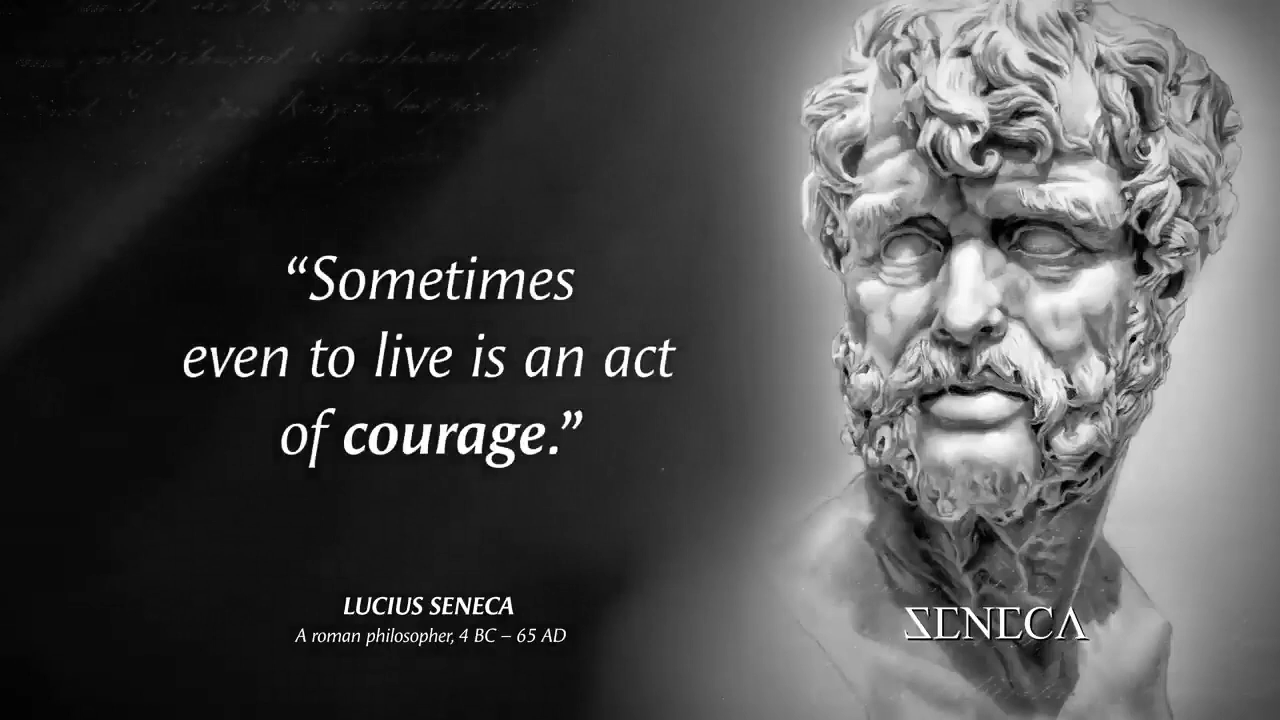 “Sometimes
even to live is an act
of courage.”
LUCIUS SENECA
A roman philosopher, 4 BC – 65 AD
SENECA